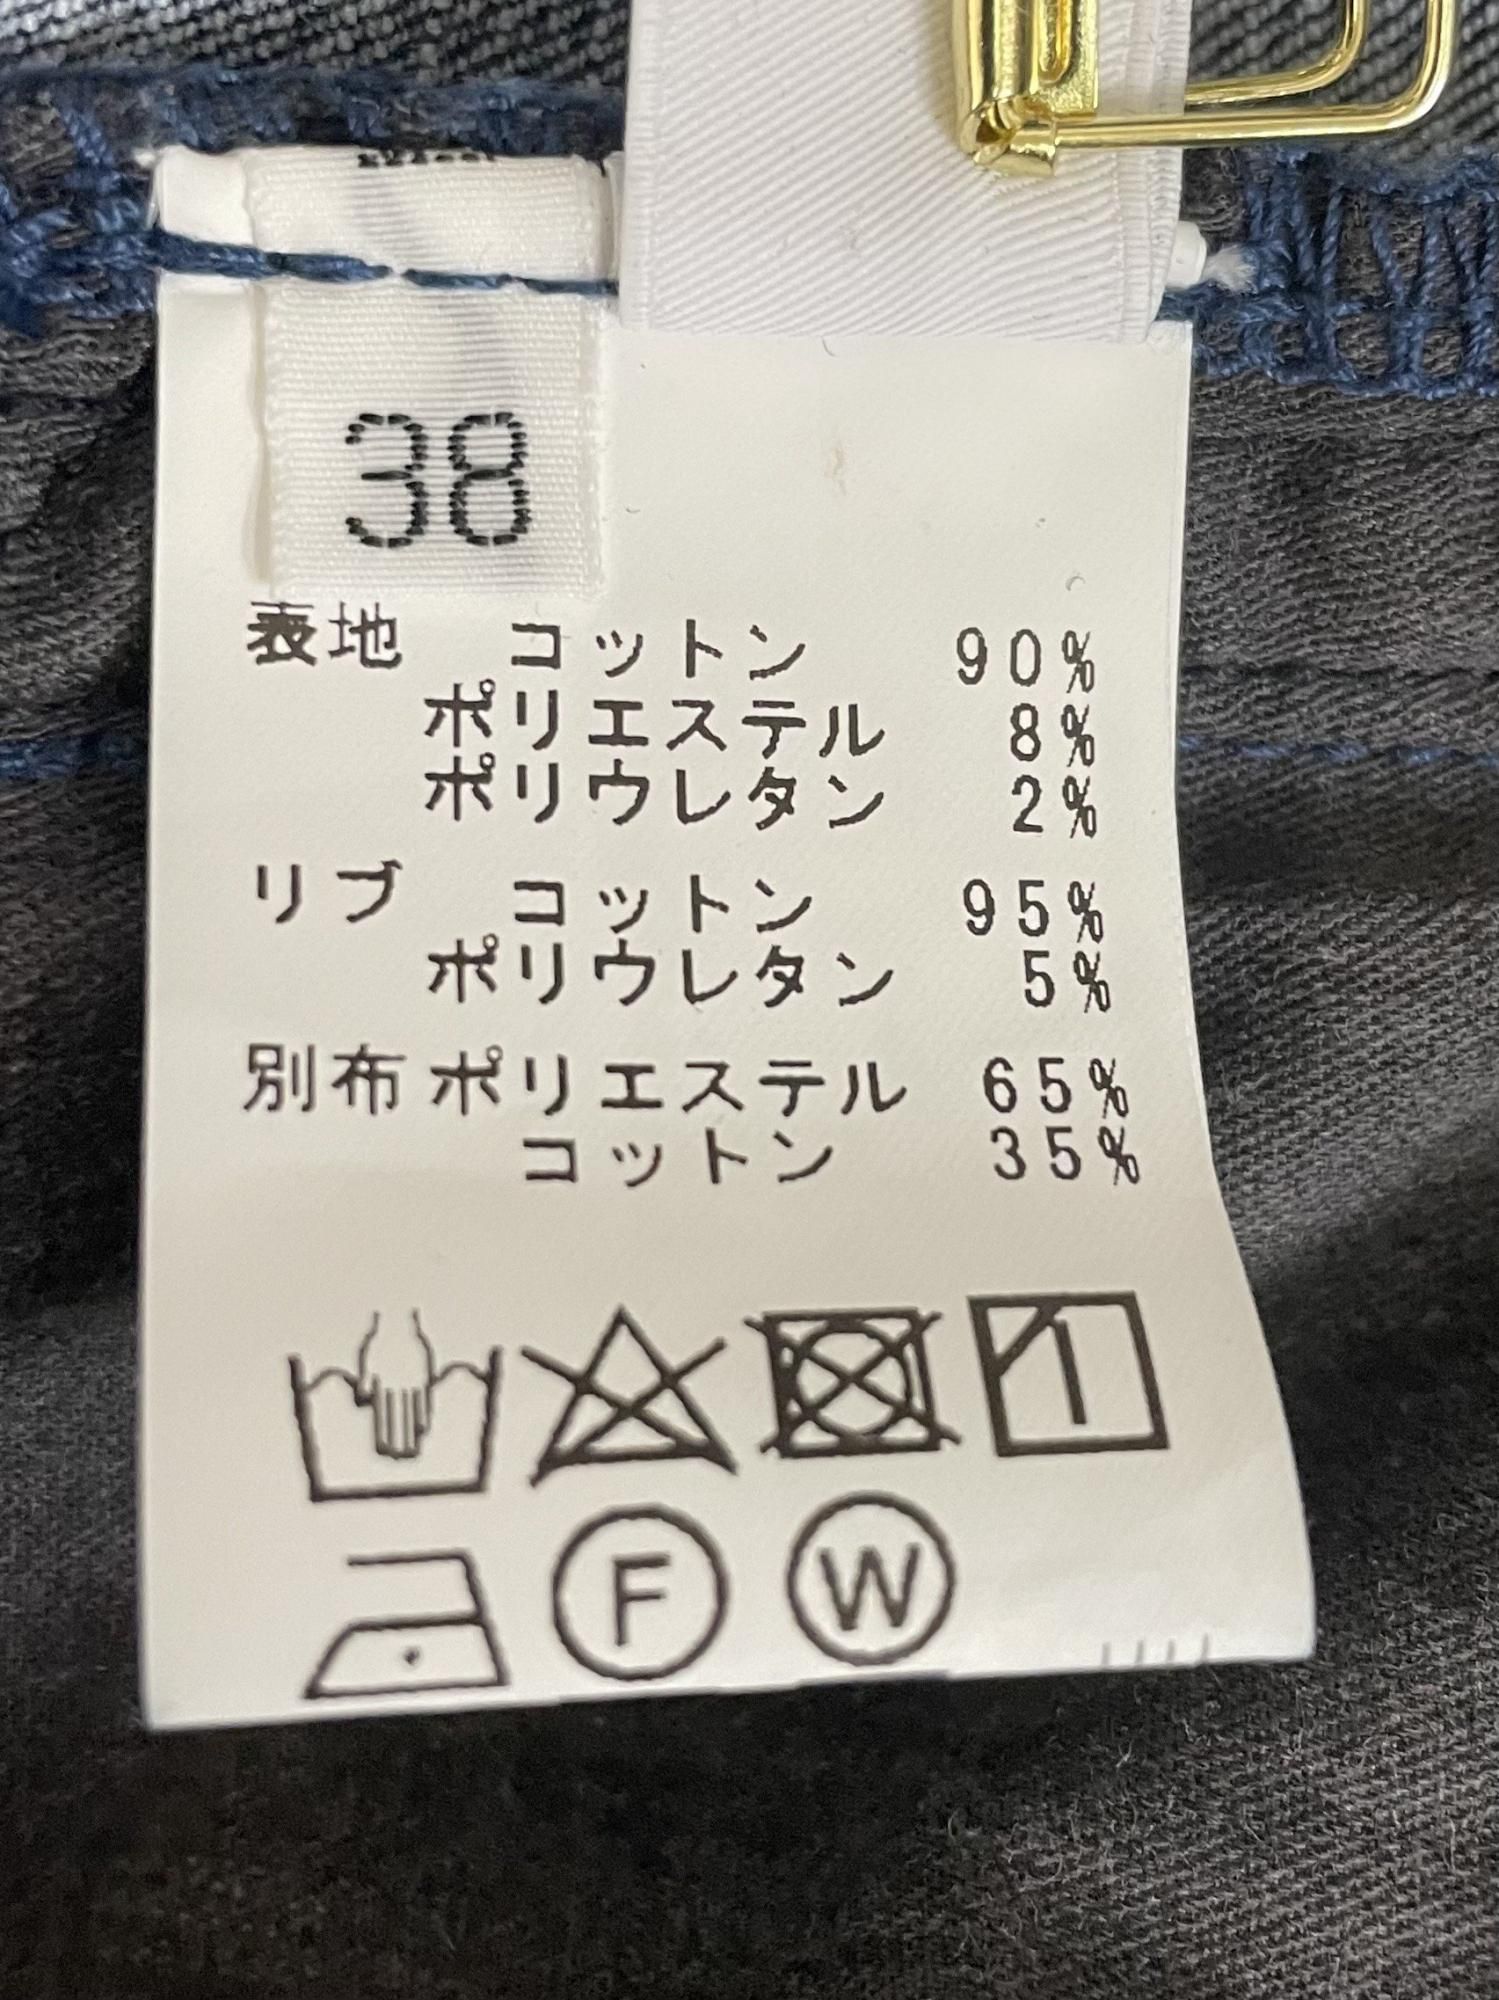 38
表地 コットン 90%
ポリエステル 8%
ポリウレタン 2%
リブ コットン 95%
ポリウレタン 5%
別布 ポリエステル 65%
コットン 35%
F W